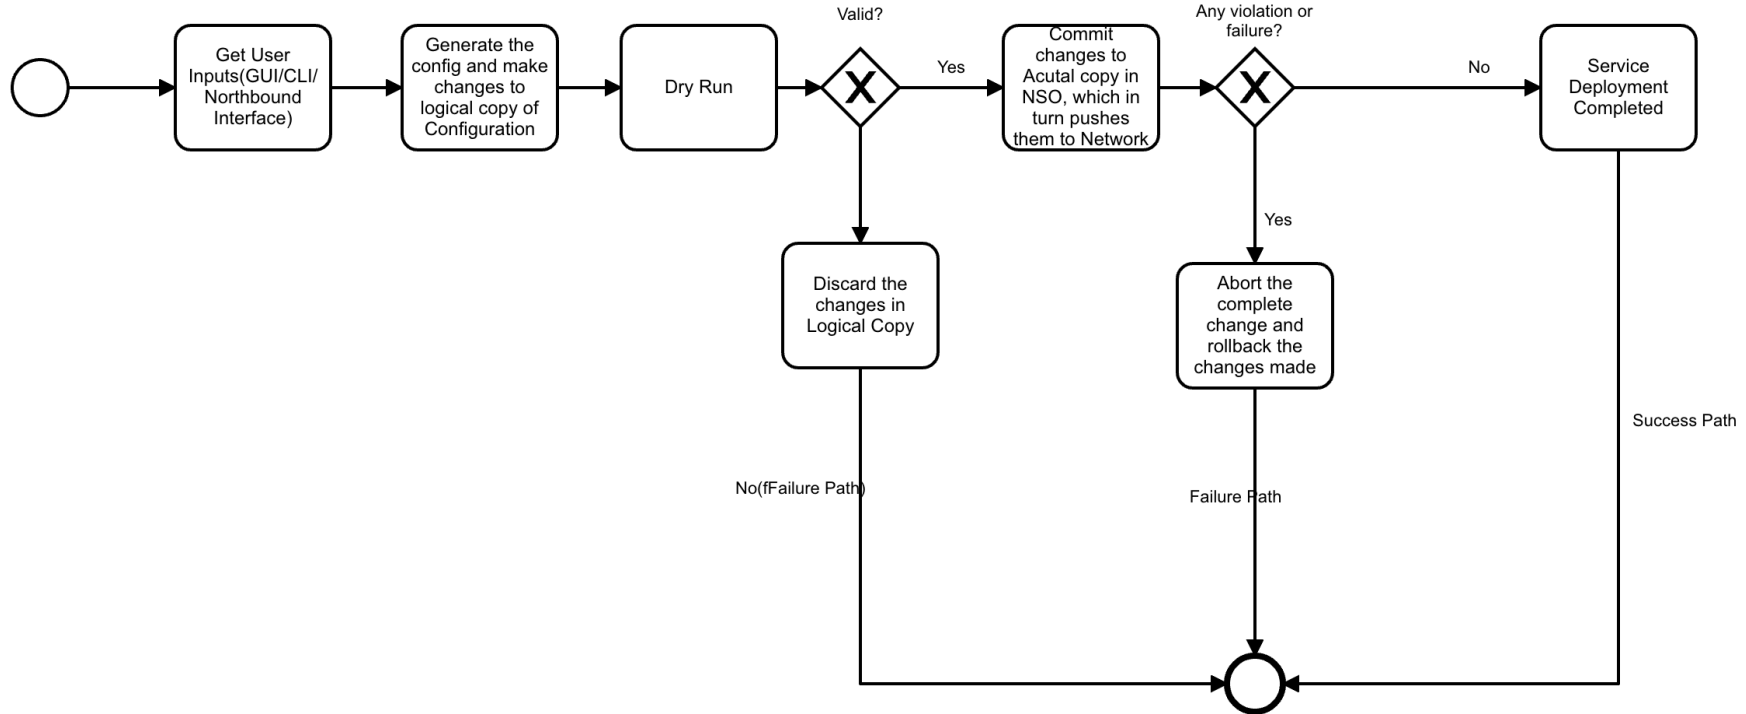 Valid?
Any violation or
failure?
Get User
Inputs(GUI/CLI/
Northbound
Interface)
Generate the
config and make
changes to
logical copy of
Configuration
Dry Run
Yes
Commit
changes to
Acutal copy in
NSO, which in
turn pushes
them to Network
No
Service
Deployment
Completed
Yes
Discard the
changes in
Logical Copy
Abort the
complete
change and
rollback the
changes made
Success Path
No(fFailure Path)
Failure Path